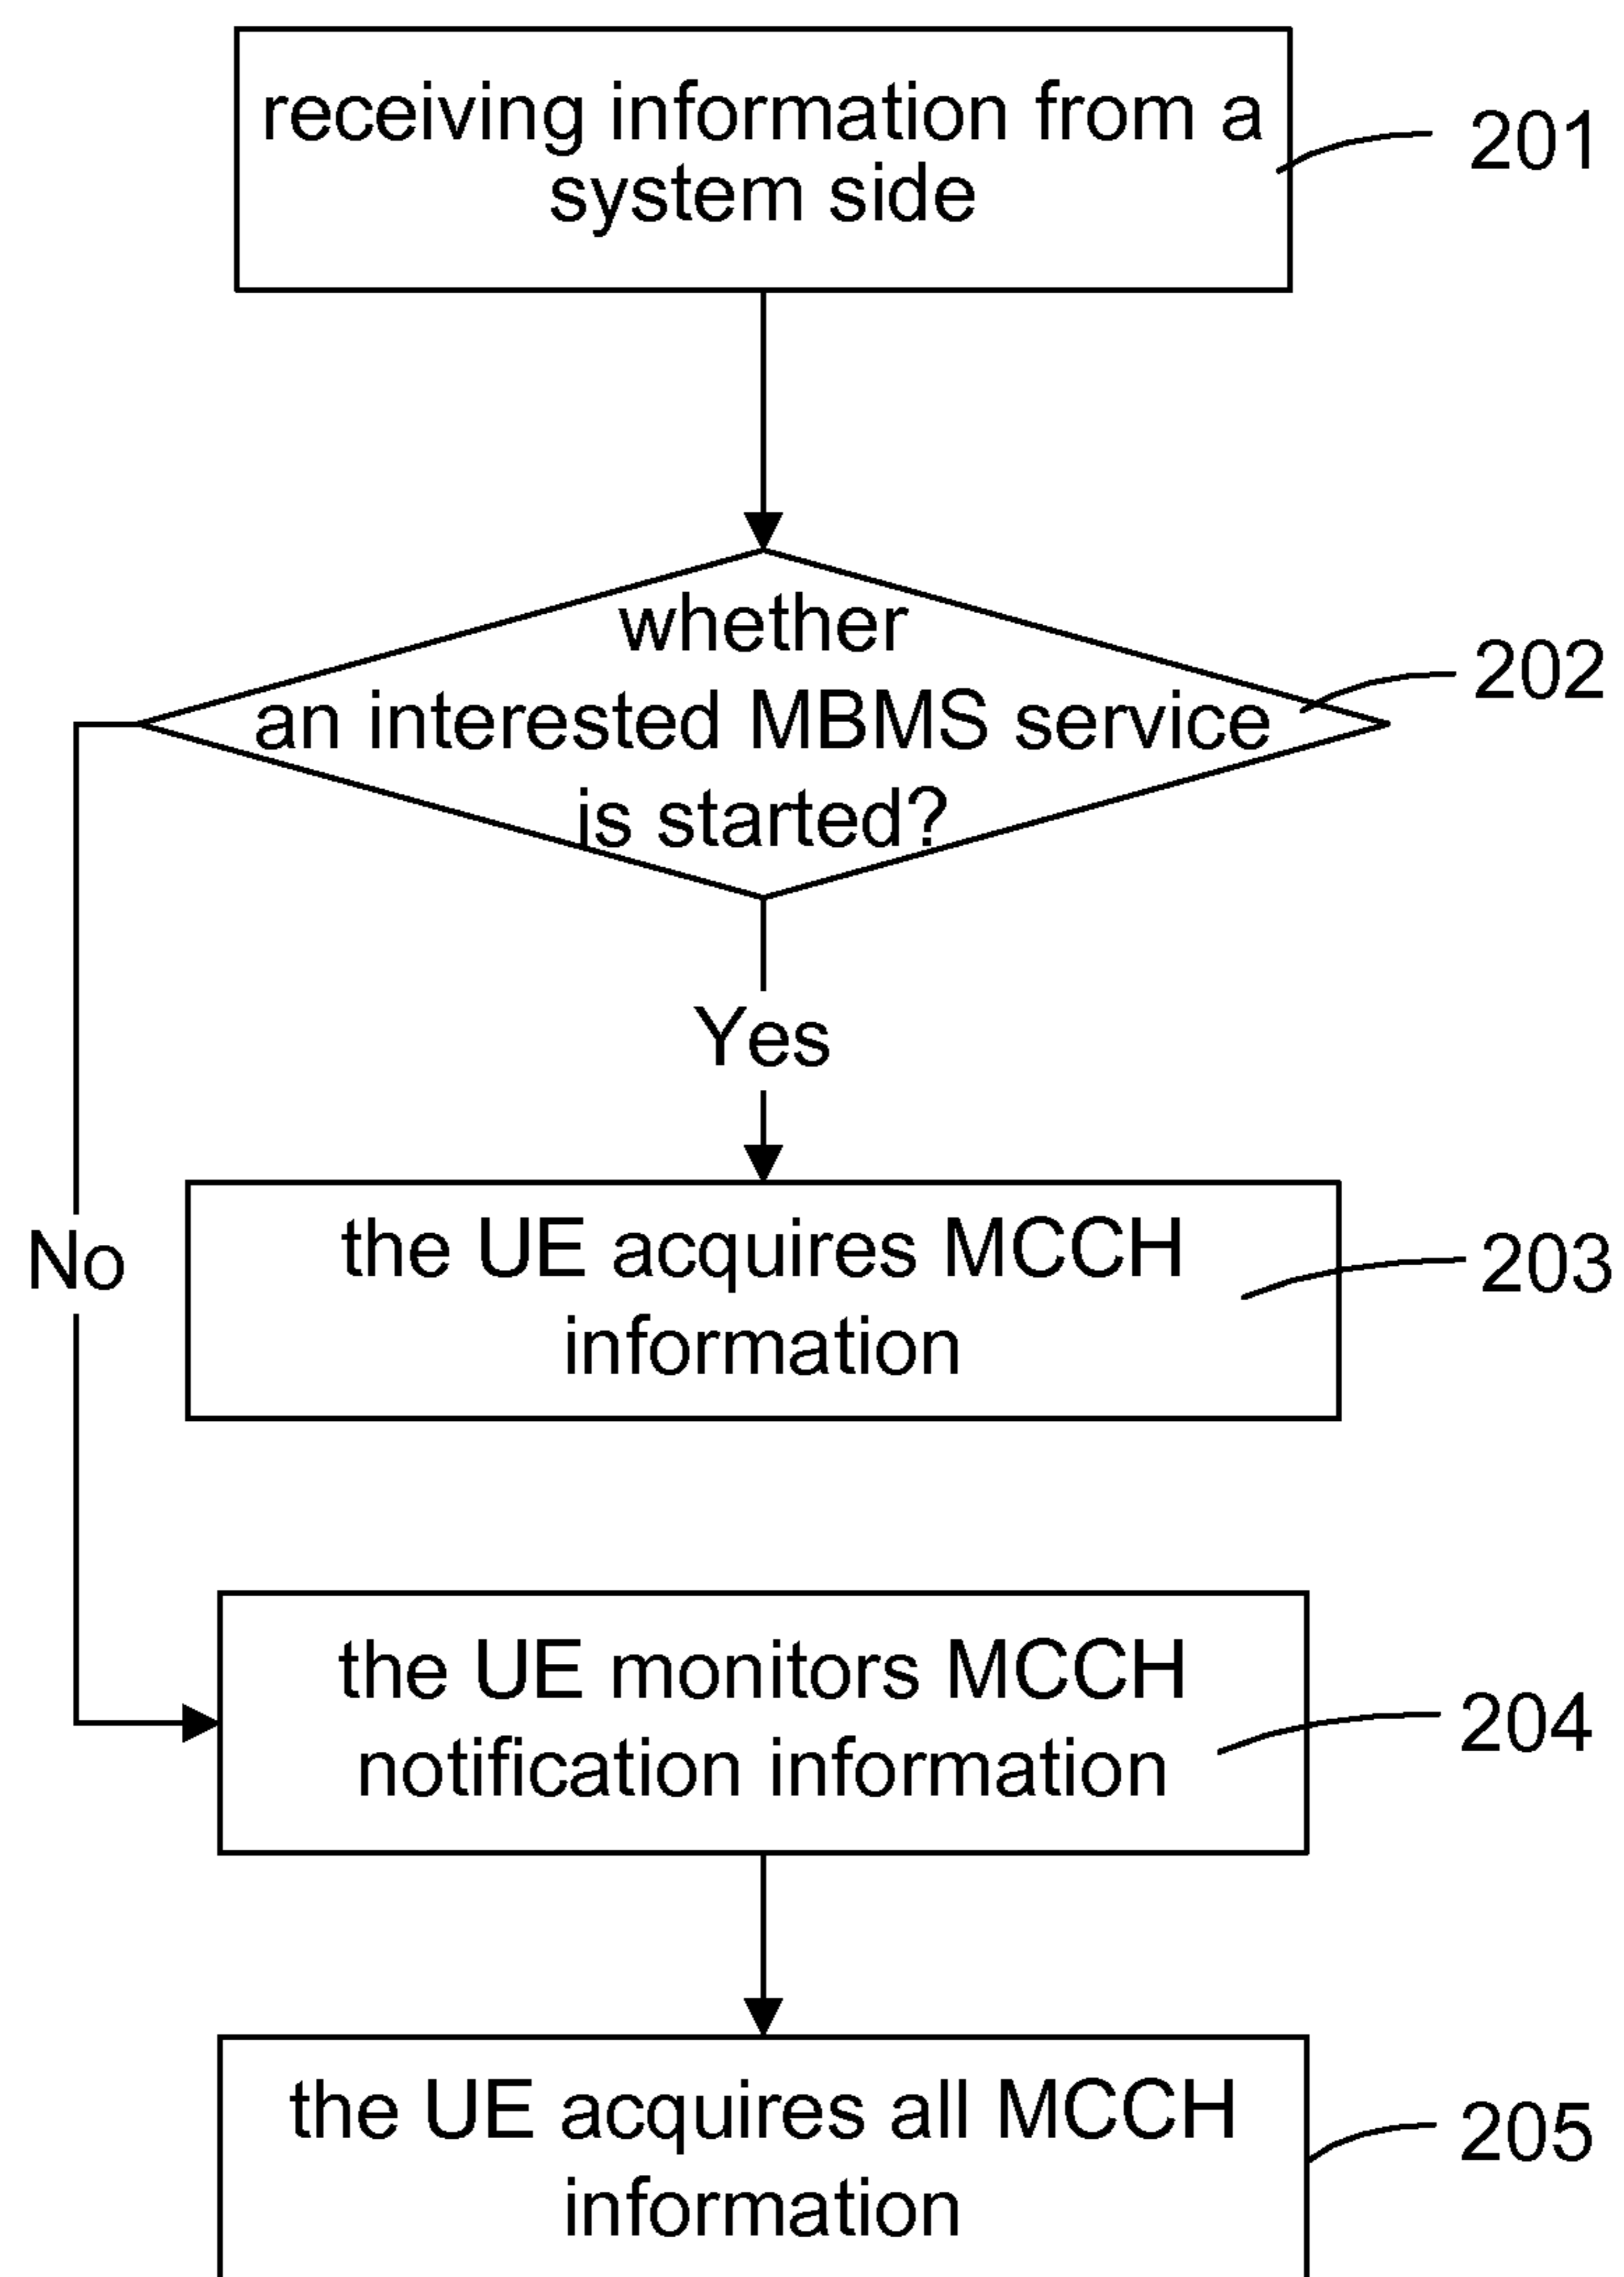 receiving information from a
system side
201
whether
an interested MBMS service
is started?
202
Yes
No
the UE acquires MCCH
information
203
the UE monitors MCCH
notification information
204
the UE acquires all MCCH
information
205